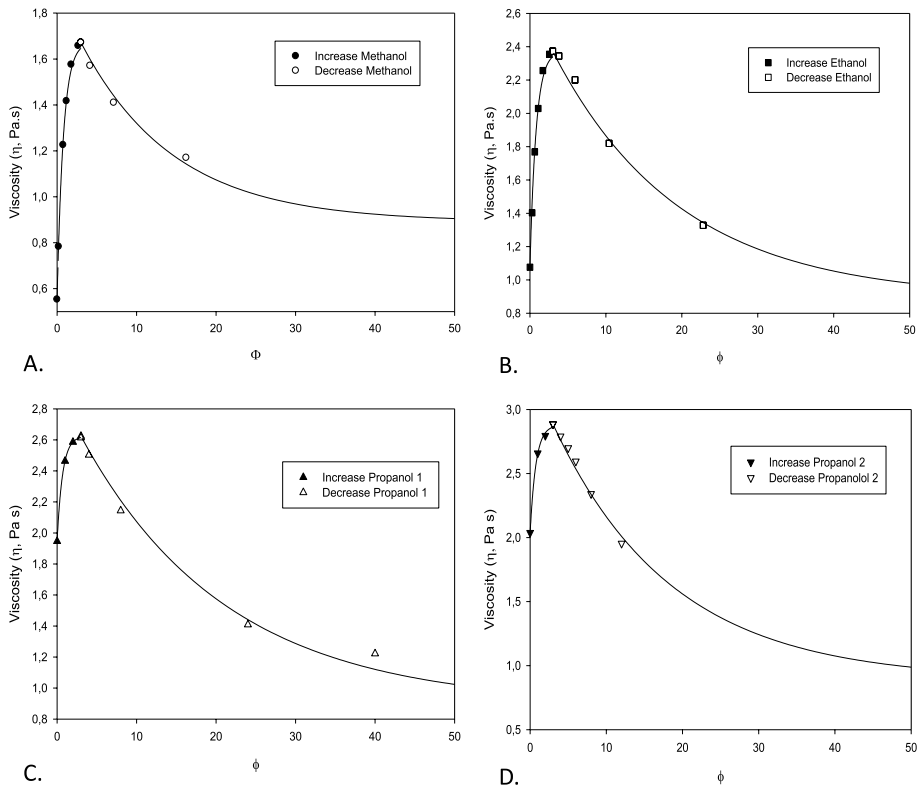 1,8
1,6
1,4
1,2
1,0
0,8
0,6
Viscosity (η, Pa.s)
Increase Methanol
Decrease Methanol
0 10 20 30 40 50
Φ
A.
2,6
2,4
2,2
2,0
1,8
1,6
1,4
1,2
1,0
0,8
Viscosity (η, Pa.s)
Increase Ethanol
Decrease Ethanol
0 10 20 30 40 50
ϕ
B.
2,8
2,6
2,4
2,2
2,0
1,8
1,6
1,4
1,2
1,0
0,8
Viscosity (η, Pa s)
Increase Propanol 1
Decrease Propanol 1
0 10 20 30 40 50
ϕ
C.
3,0
2,5
2,0
1,5
1,0
0,5
Viscosity (η, Pa s)
Increase Propanol 2
Decrease Propanolol 2
0 10 20 30 40 50
ϕ
D.